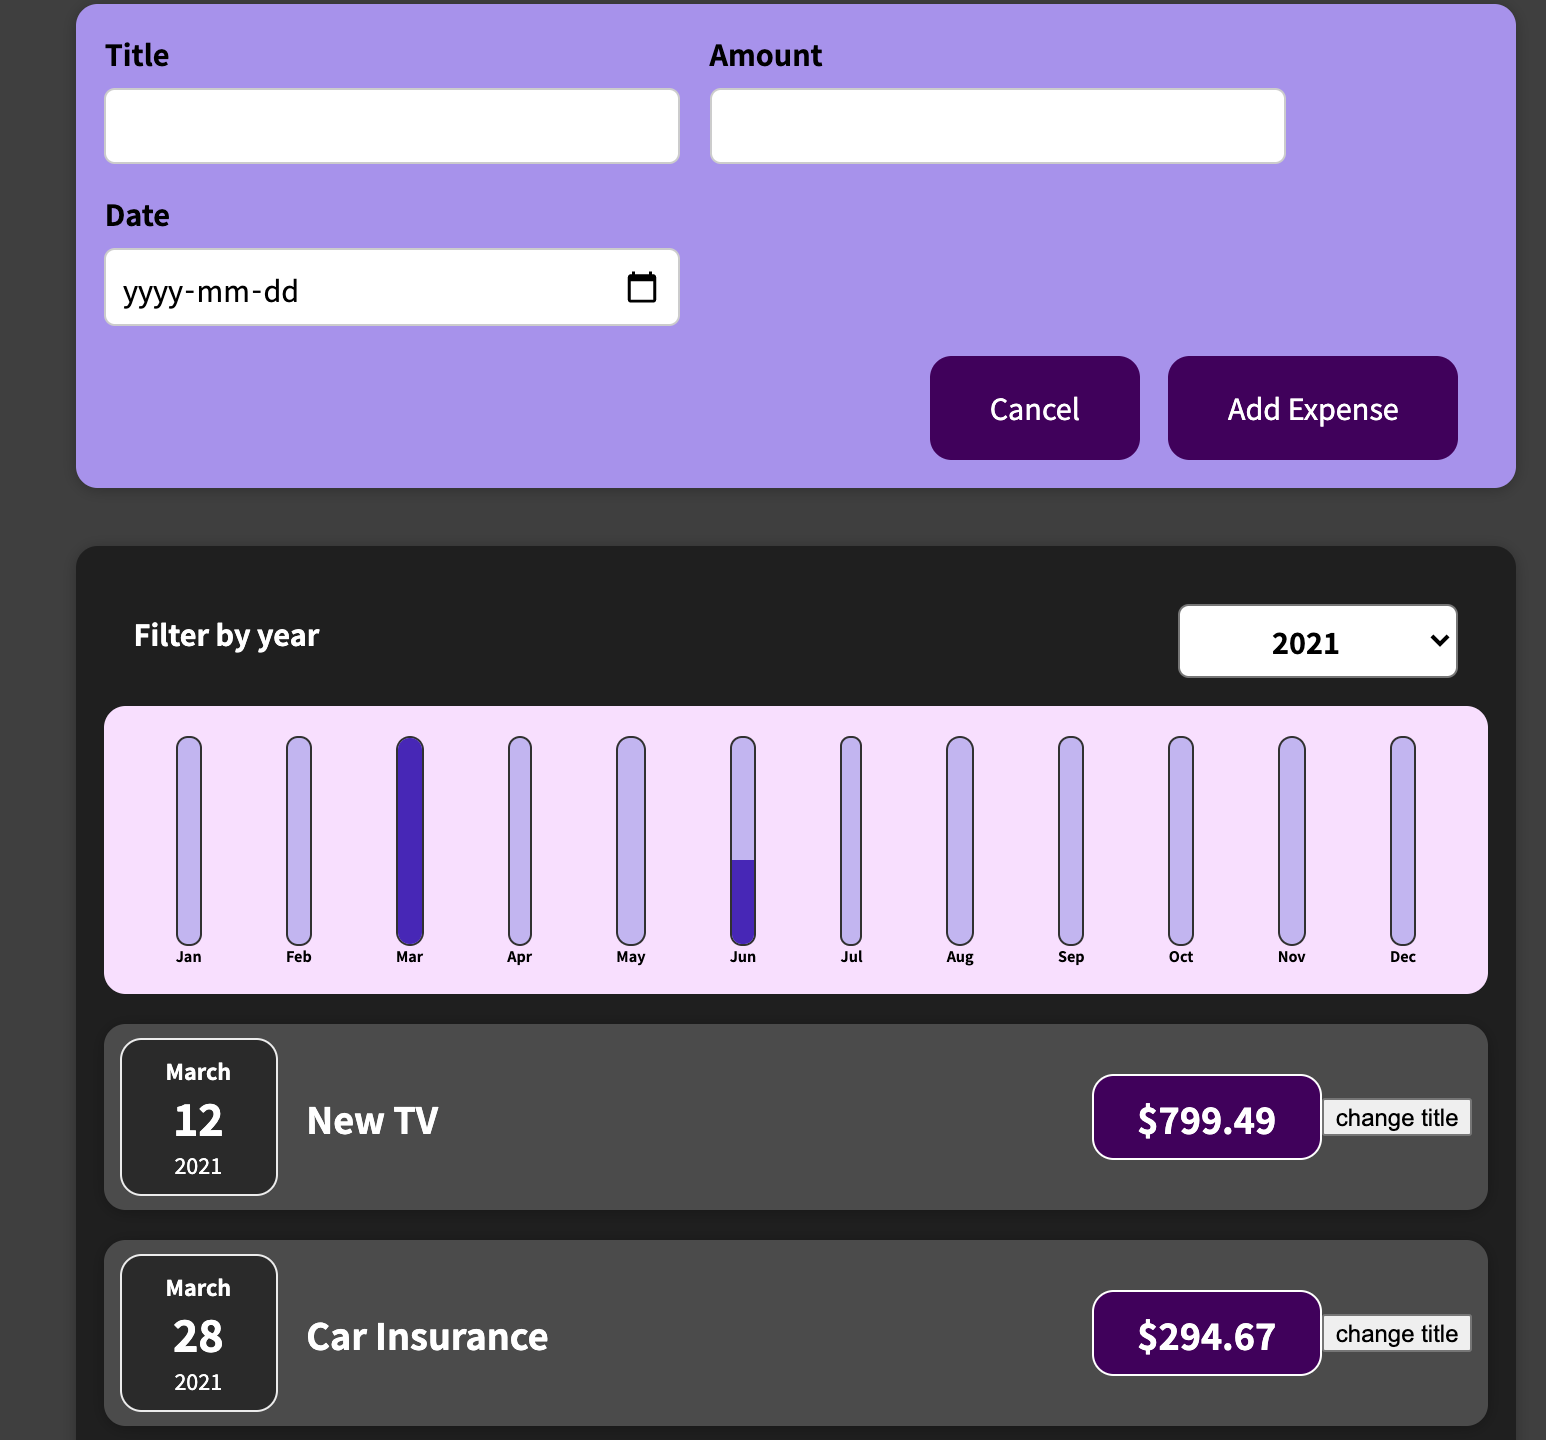 Title
Amount
Date
yyyy-mm-dd
Cancel
Add Expense
Filter by year
2021
Jan
Feb
Mar
Apr
May
Jun
Jul
Aug
Sep
Oct
Nov
Dec
March
12
2021
New TV
$799.49
change title
March
28
2021
Car Insurance
$294.67
change title